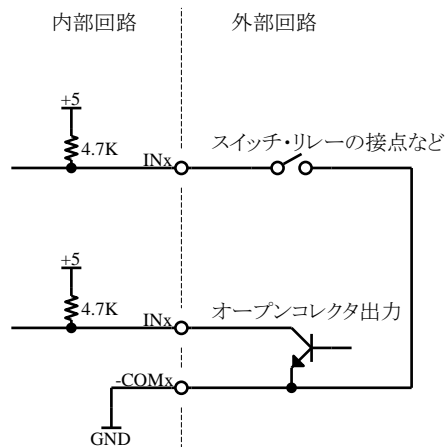 内部回路
外部回路
+5
4.7K
INx
スイッチ・リレーの接点など
+5
4.7K
INx
オープンコレクタ出力
-COMx
GND